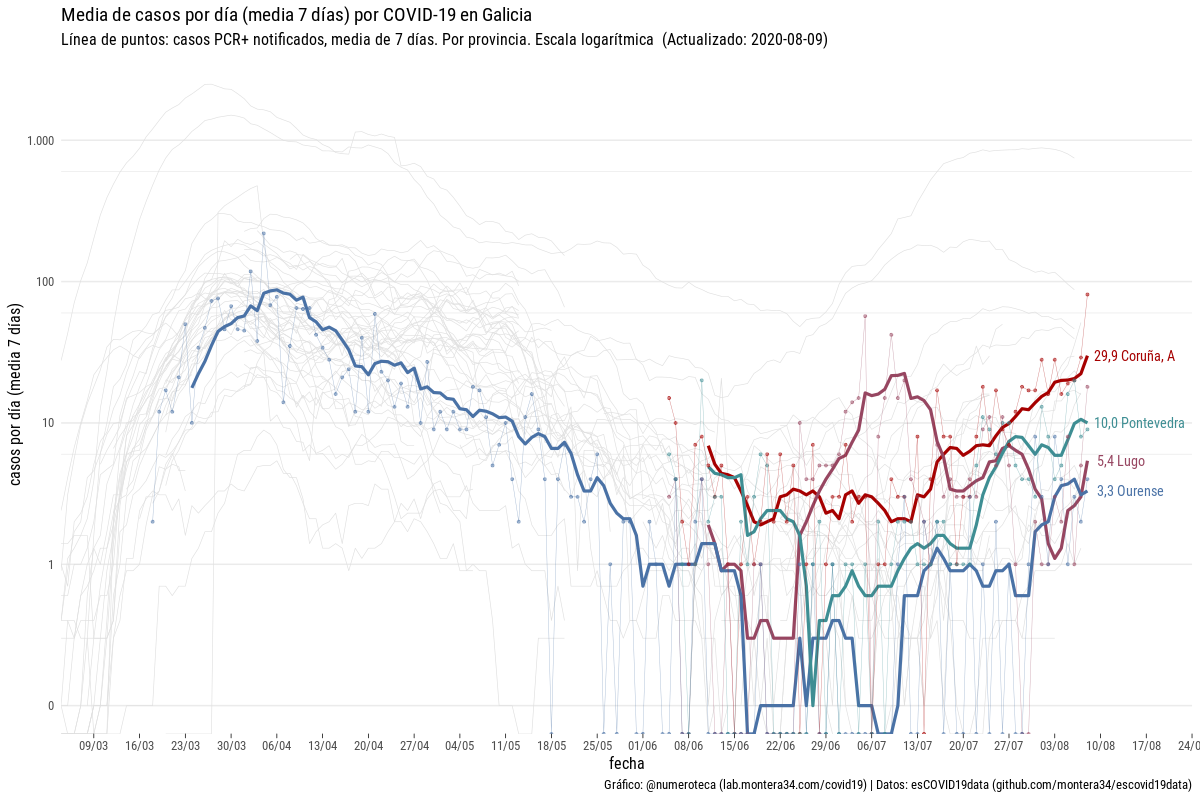 Media de casos por día (media 7 días) por COVID-19 en Galicia
Línea de puntos: casos PCR+ notificados, media de 7 días. Por provincia. Escala logarítmica  (Actualizado: 2020-08-09)
casos por día (media 7 días)
1.000
100
10
1
0
29,9 Coruña, A
10,0 Pontevedra
5,4 Lugo
3,3 Ourense
09/03 16/03 23/03 30/03 06/04 13/04 20/04 27/04 04/05 11/05 18/05 25/05 01/06 08/06 15/06 22/06 29/06 06/07 13/07 20/07 27/07 03/08 10/08 17/08 24/0
fecha
Gráfico: @numeroteca (lab.montera34.com/covid19) | Datos: esCOVID19data (github.com/montera34/escovid19data)